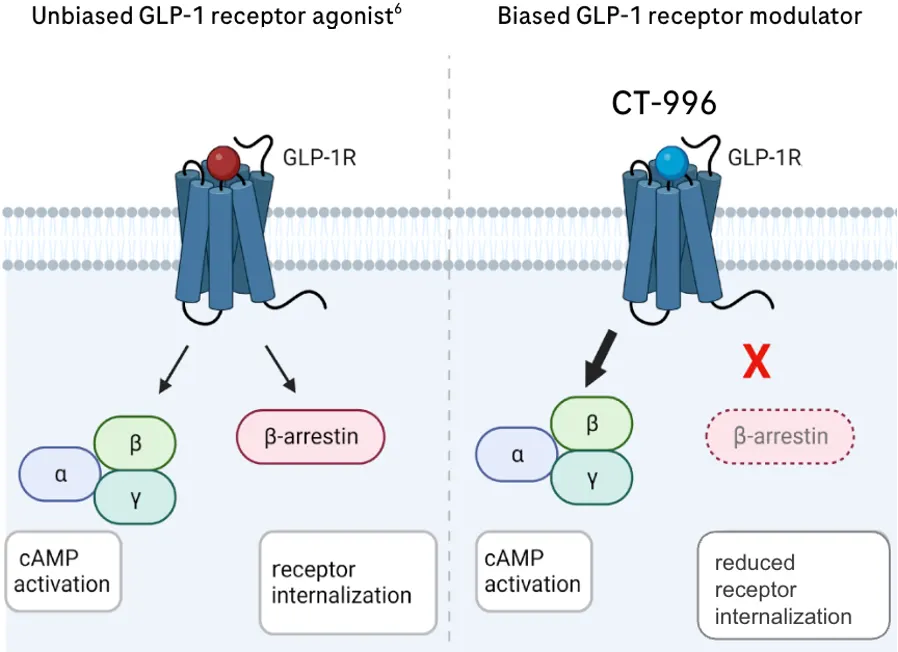 Unbiased GLP-1 receptor agonist⁶
GLP-1R
β-arrestin
β
α
γ
cAMP
activation
receptor
internalization
Biased GLP-1 receptor modulator
CT-996
GLP-1R
X
β
β-arrestin
α
γ
cAMP
activation
reduced
receptor
internalization